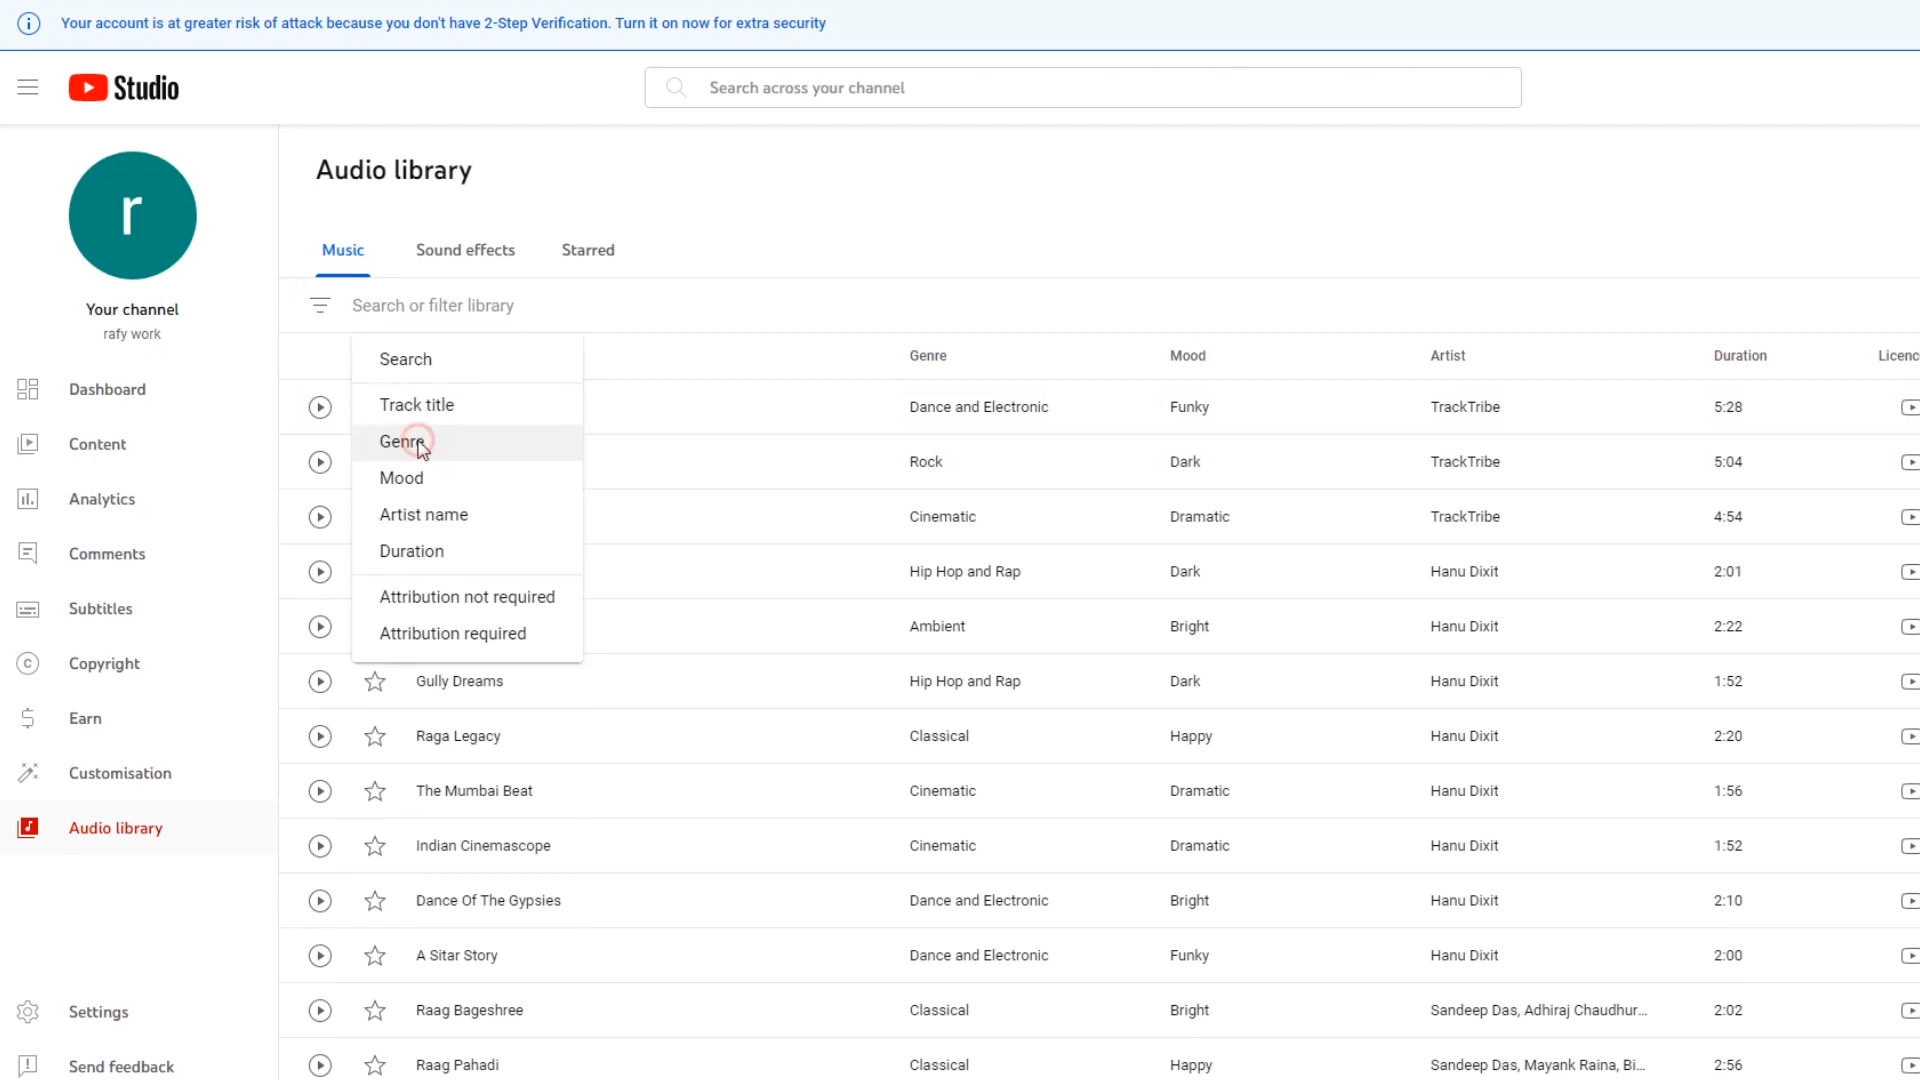 Your account is at greater risk of attack because you don't have 2-Step Verification. Turn it on now for extra security
Studio
Search across your channel
r
Your channel
rafy work
Dashboard
Content
Analytics
Comments
Subtitles
Copyright
Earn
Customisation
Audio library
Settings
Send feedback
Audio library
Music Sound effects Starred
Search or filter library
Search
Track title
Genre
Mood
Artist name
Duration
Attribution not required
Attribution required
Genre Mood Artist Duration Licenc
Dance and Electronic Funky TrackTribe 5:28
Rock Dark TrackTribe 5:04
Cinematic Dramatic TrackTribe 4:54
Hip Hop and Rap Dark Hanu Dixit 2:01
Ambient Bright Hanu Dixit 2:22
Gully Dreams Hip Hop and Rap Dark Hanu Dixit 1:52
Raga Legacy Classical Happy Hanu Dixit 2:20
The Mumbai Beat Cinematic Dramatic Hanu Dixit 1:56
Indian Cinemascope Cinematic Dramatic Hanu Dixit 1:52
Dance Of The Gypsies Dance and Electronic Bright Hanu Dixit 2:10
A Sitar Story Dance and Electronic Funky Hanu Dixit 2:00
Raag Bageshree Classical Bright Sandeep Das, Adhiraj Chaudhur... 2:02
Raag Pahadi Classical Happy Sandeep Das, Mayank Raina, Bi... 2:56